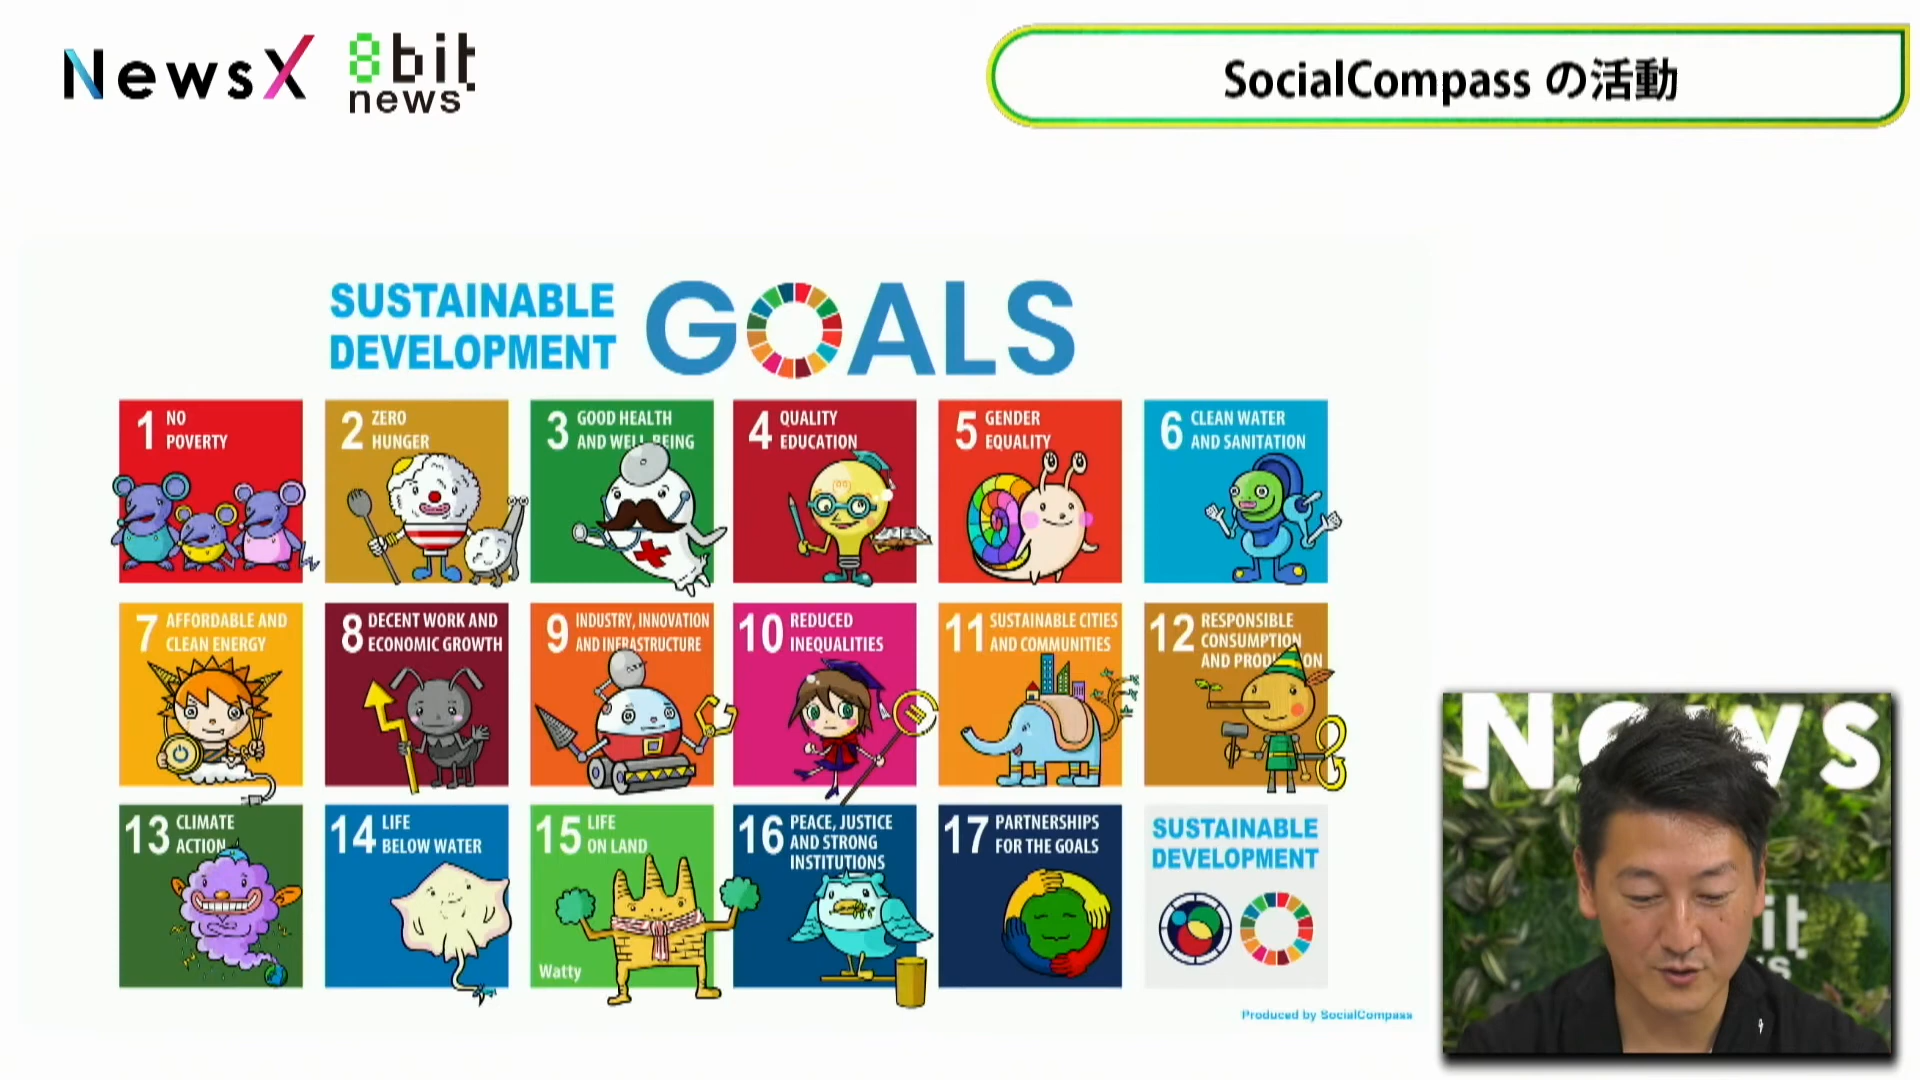 NewsX
8bit
news
SocialCompass の活動
SUSTAINABLE
DEVELOPMENT
GOALS
1 NO
POVERTY
2 ZERO
HUNGER
3 GOOD HEALTH
AND WELL-BEING
4 QUALITY
EDUCATION
5 GENDER
EQUALITY
6 CLEAN WATER
AND SANITATION
7 AFFORDABLE AND
CLEAN ENERGY
8 DECENT WORK AND
ECONOMIC GROWTH
9 INDUSTRY, INNOVATION
AND INFRASTRUCTURE
10 REDUCED
INEQUALITIES
11 SUSTAINABLE CITIES
AND COMMUNITIES
12 RESPONSIBLE
CONSUMPTION
AND PRODUCTION
13 CLIMATE
ACTION
14 LIFE
BELOW WATER
15 LIFE
ON LAND
Watty
16 PEACE, JUSTICE
AND STRONG
INSTITUTIONS
17 PARTNERSHIPS
FOR THE GOALS
SUSTAINABLE
DEVELOPMENT
Produced by SocialCompass
NEWS